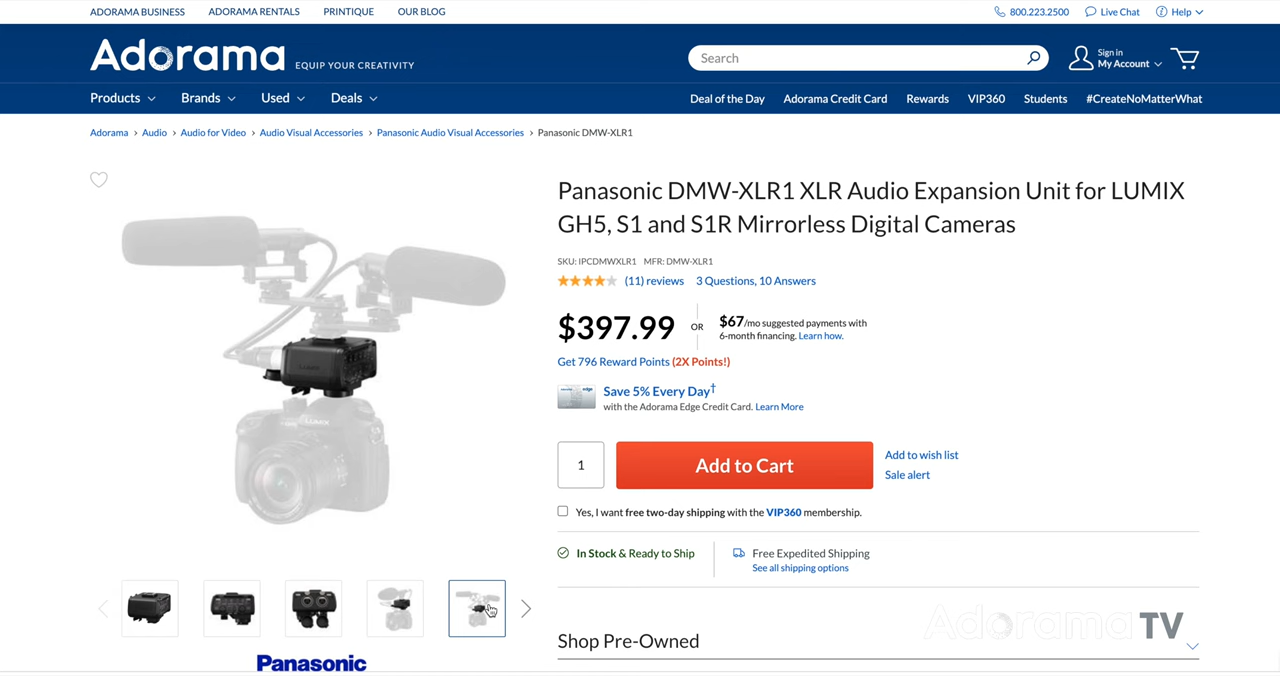 ADORAMA BUSINESS ADORAMA RENTALS PRINTIQUE OUR BLOG 800.223.2500 Live Chat Help
Adorama EQUIP YOUR CREATIVITY Search Sign in
My Account
Products Brands Used Deals Deal of the Day Adorama Credit Card Rewards VIP360 Students #CreateNoMatterWhat
Adorama > Audio > Audio for Video > Audio Visual Accessories > Panasonic Audio Visual Accessories > Panasonic DMW-XLR1
Panasonic DMW-XLR1 XLR Audio Expansion Unit for LUMIX
GH5, S1 and S1R Mirrorless Digital Cameras
SKU: IPCDMWXLR1 MFR: DMW-XLR1
(11) reviews 3 Questions, 10 Answers
$397.99 OR $67/mo suggested payments with
6-month financing. Learn how.
Get 796 Reward Points (2X Points!)
edge Save 5% Every Day†
with the Adorama Edge Credit Card. Learn More
LUMIX
LUMIX
1 Add to Cart Add to wish list
Sale alert
Yes, I want free two-day shipping with the VIP360 membership.
In Stock & Ready to Ship Free Expedited Shipping
See all shipping options
Shop Pre-Owned
Adorama TV
Panasonic